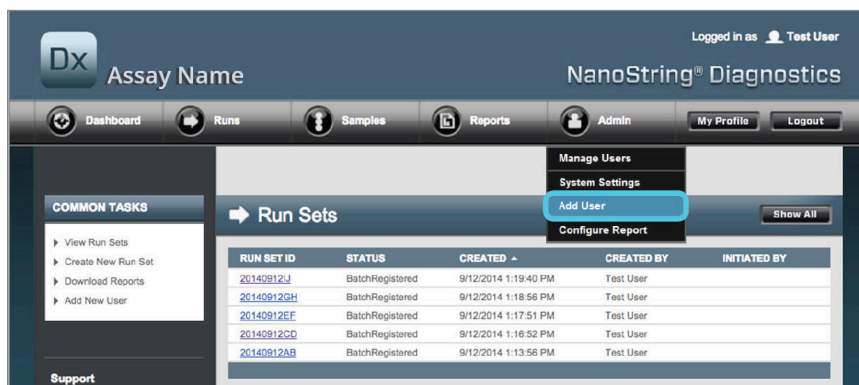 Logged in as Test User
Dx Assay Name
NanoString® Diagnostics
Dashboard Runs Samples Reports Admin My Profile Logout
Manage Users
System Settings
Add User
Configure Report
COMMON TASKS
View Run Sets
Create New Run Set
Download Reports
Add New User
Support
Run Sets Show All
RUN SET ID STATUS CREATED CREATED BY INITIATED BY
20140912IJ BatchRegistered 9/12/2014 1:19:40 PM Test User
20140912GH BatchRegistered 9/12/2014 1:18:56 PM Test User
20140912EF BatchRegistered 9/12/2014 1:17:51 PM Test User
20140912CD BatchRegistered 9/12/2014 1:16:52 PM Test User
20140912AB BatchRegistered 9/12/2014 1:13:56 PM Test User